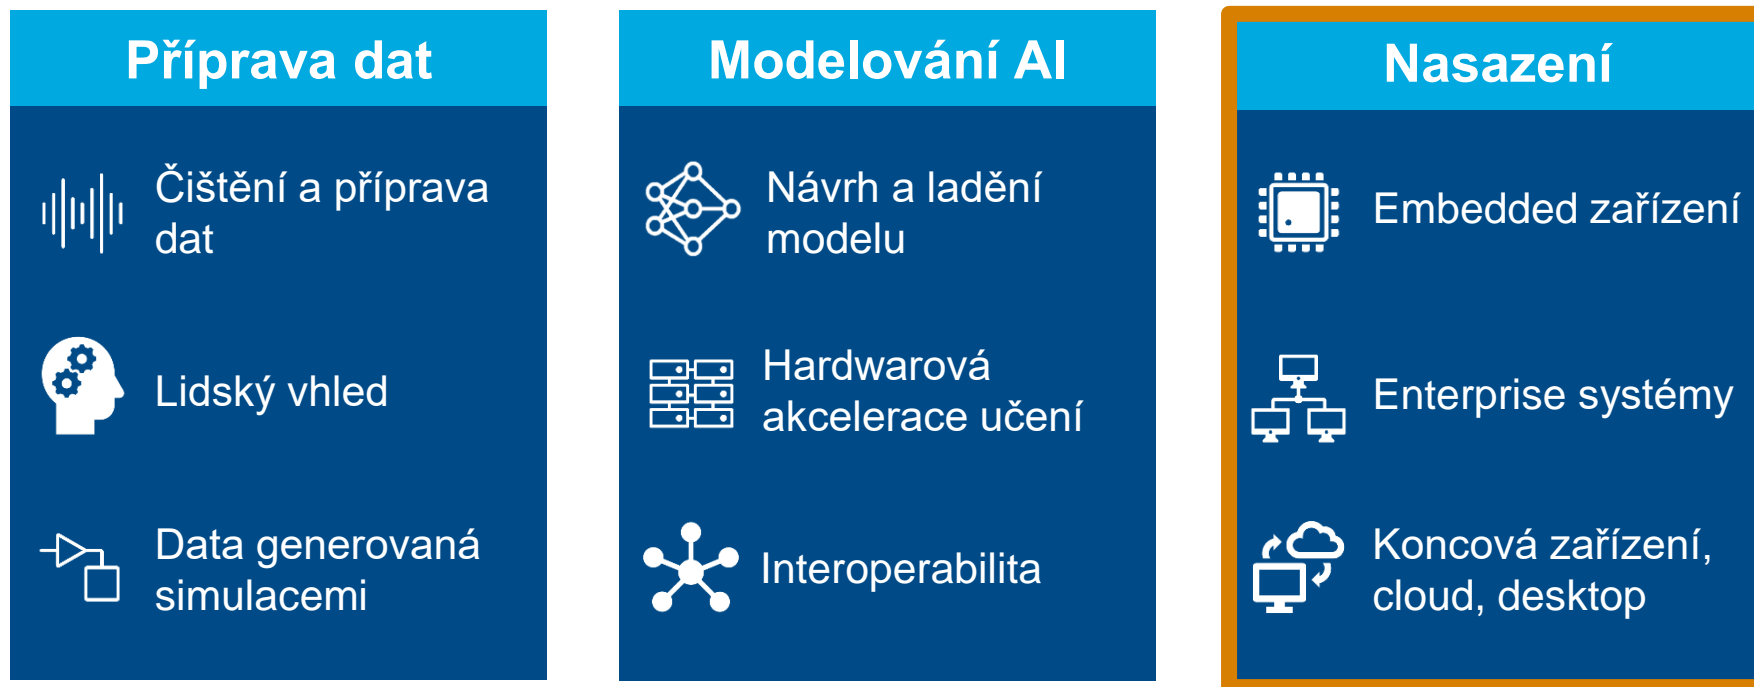 Příprava dat
Čištění a příprava
dat
Lidský vhled
Data generovaná
simulacemi
Modelování AI
Návrh a ladění
modelu
Hardwarová
akcelerace učení
Interoperabilita
Nasazení
Embedded zařízení
Enterprise systémy
Koncová zařízení,
cloud, desktop